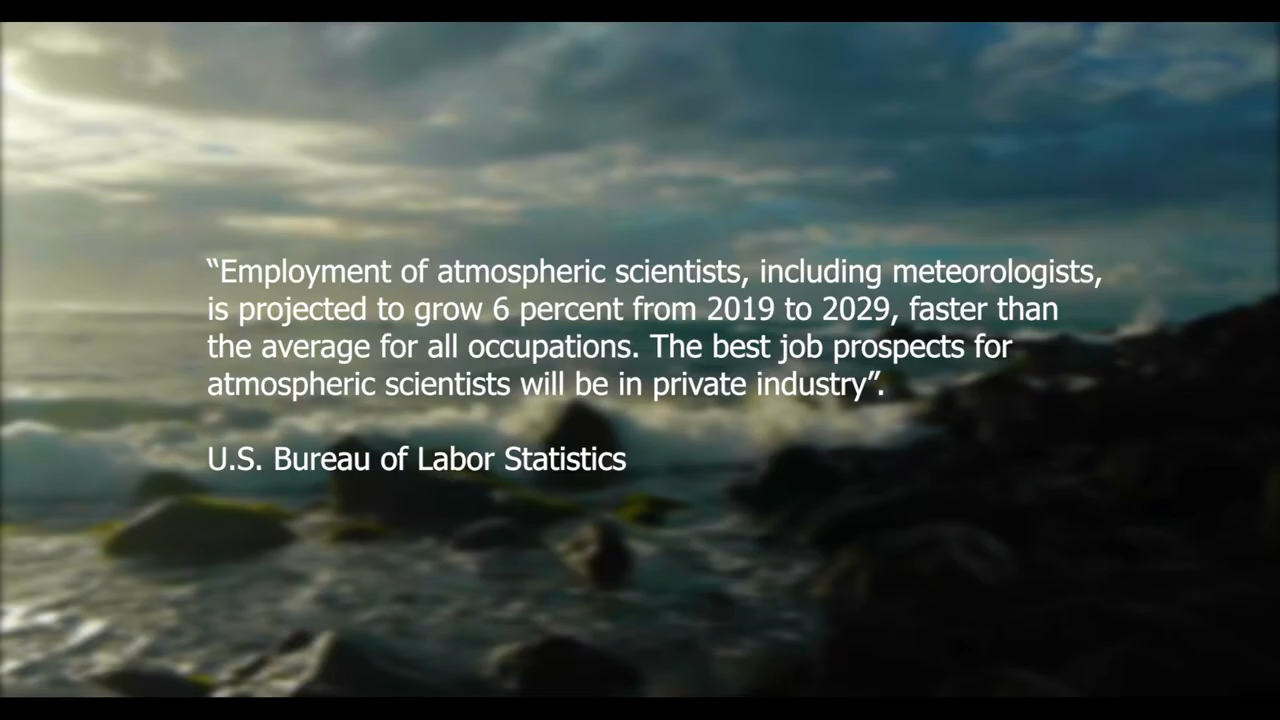 “Employment of atmospheric scientists, including meteorologists,
is projected to grow 6 percent from 2019 to 2029, faster than
the average for all occupations. The best job prospects for
atmospheric scientists will be in private industry”.
U.S. Bureau of Labor Statistics